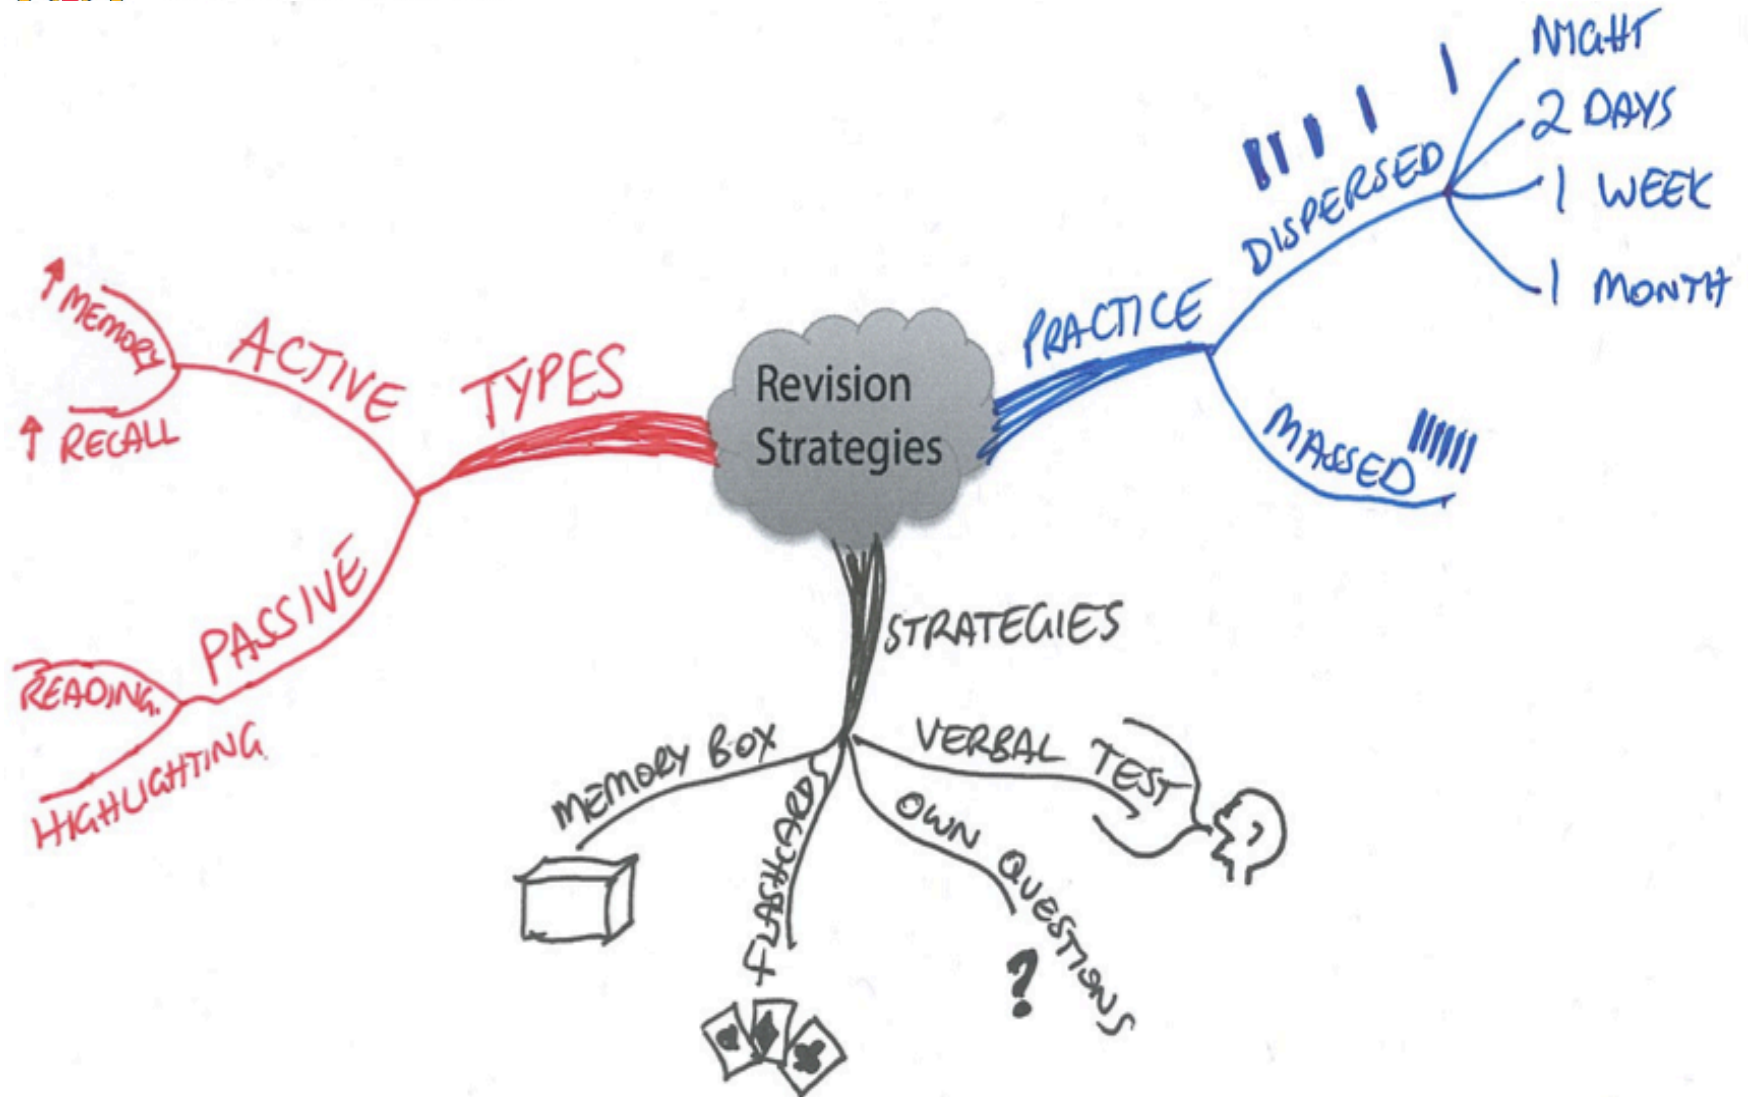 Revision
Strategies
TYPES
ACTIVE
↑ MEMORY
↑ RECALL
PASSIVE
READING.
HIGHLIGHTING
PRACTICE
DISPERSED
NIGHT
2 DAYS
1 WEEK
1 MONTH
MASSED
STRATEGIES
MEMORY BOX
FLASHCARDS
OWN QUESTIONS
?
VERBAL TEST